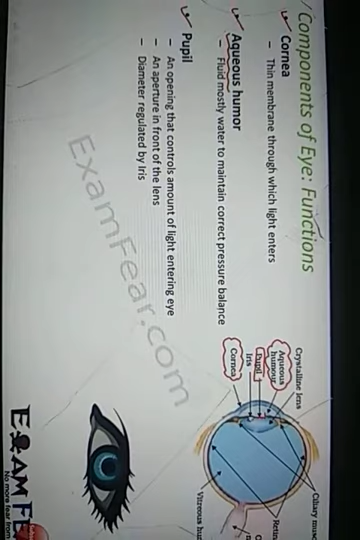 Components of Eye: Functions
Cornea
– Thin membrane through which light enters
Aqueous humor
– Fluid mostly water to maintain correct pressure balance
Pupil
– An opening that controls amount of light entering eye
– An aperture in front of the lens
– Diameter regulated by Iris
Crystalline lens
Aqueous
humour
Pupil
Iris
Cornea
Ciliary musc
Retin
Vitreous hum
ExamFear.com
EXAMFE
No more fear from